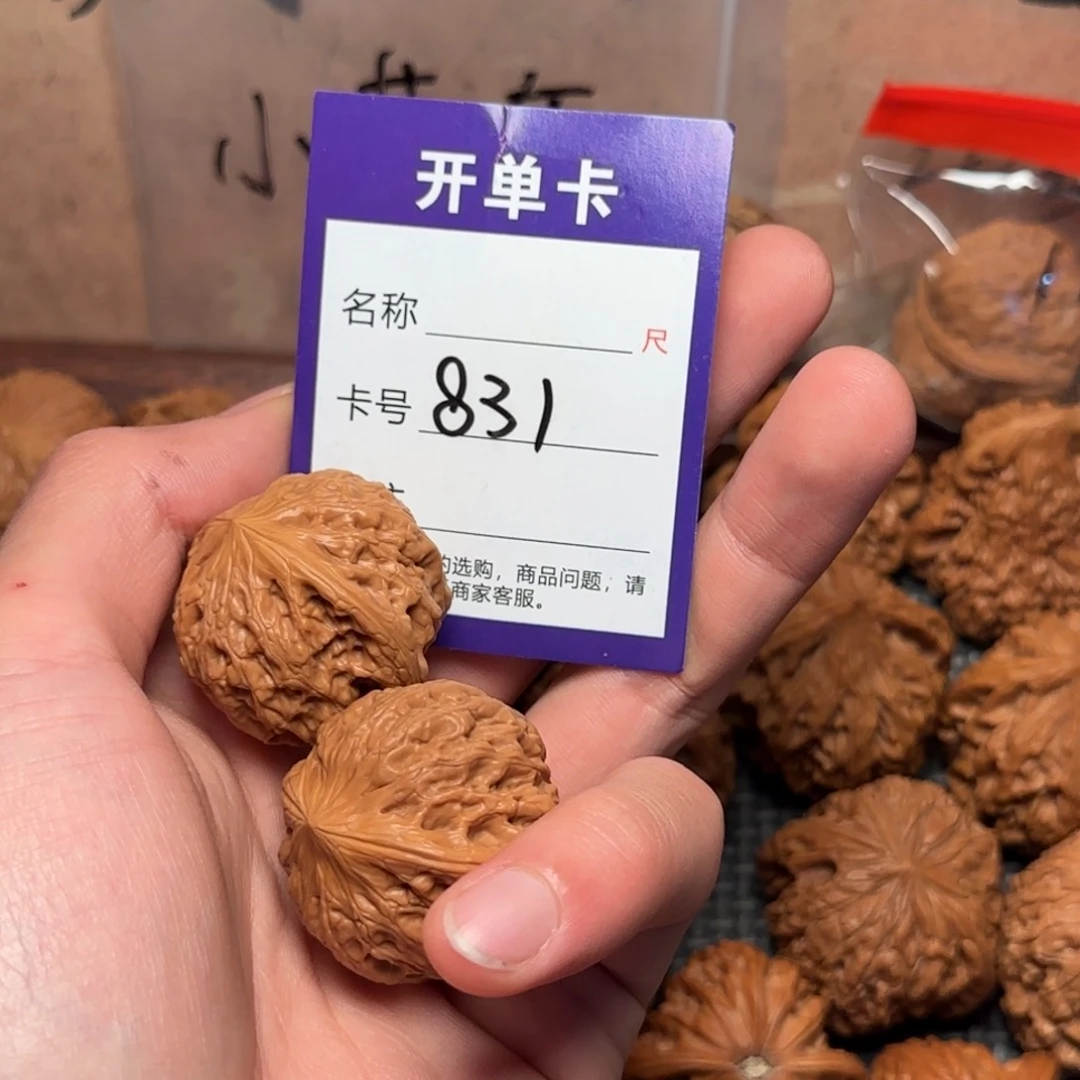 小
开单卡
名称 尺
卡号 831
的选购，商品问题，请
商家客服。